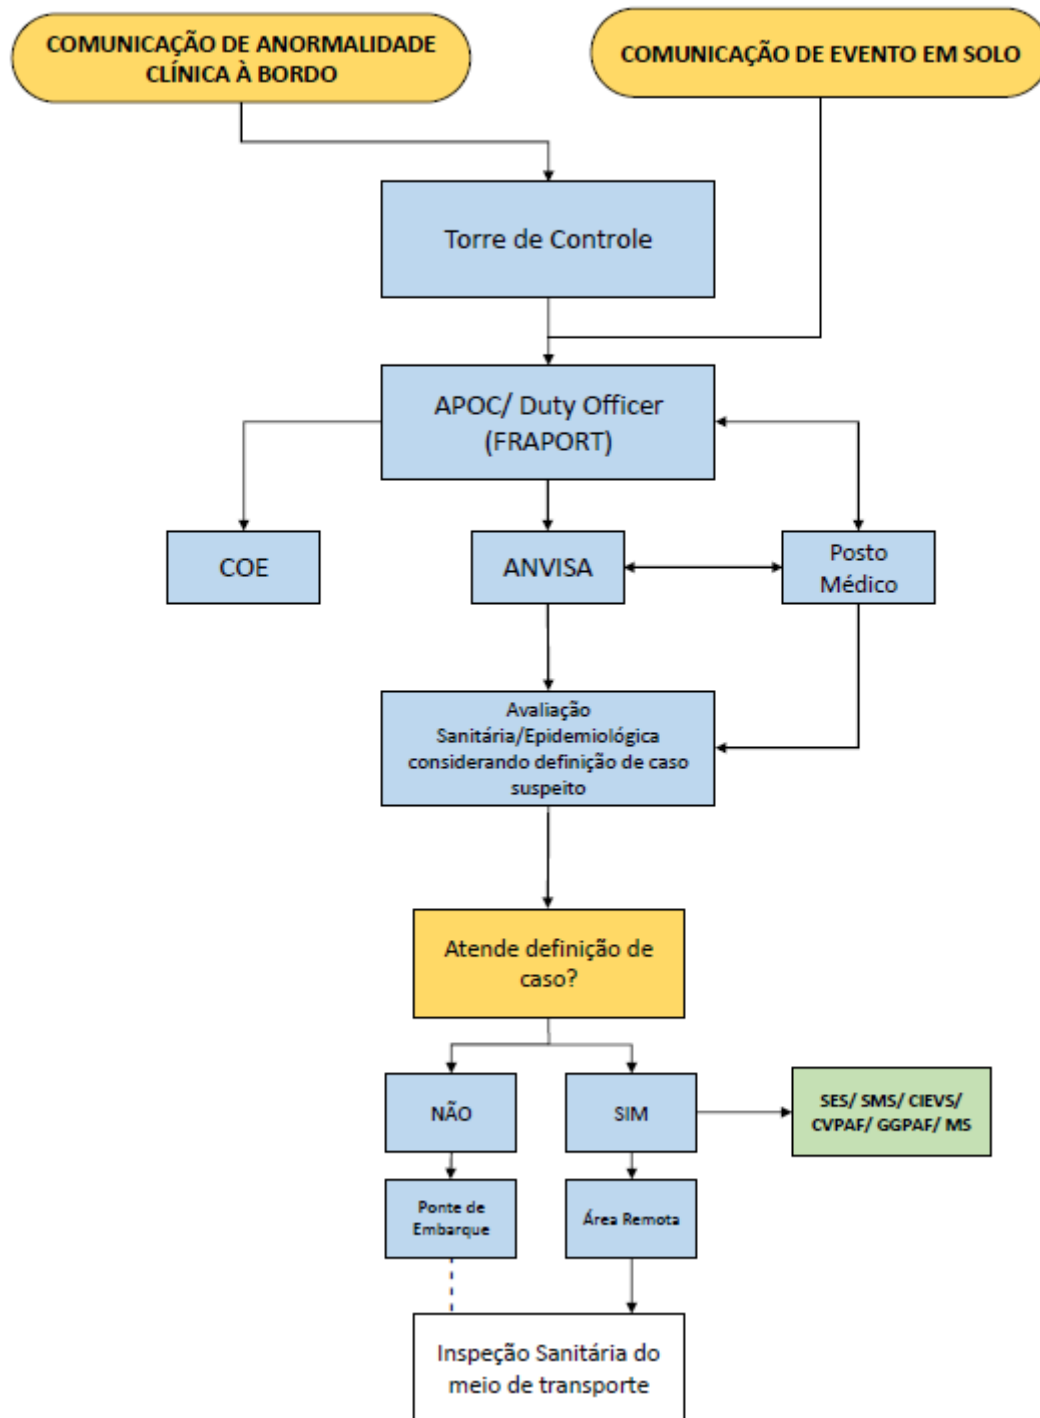 COMUNICAÇÃO DE ANORMALIDADE
CLÍNICA À BORDO
COMUNICAÇÃO DE EVENTO EM SOLO
Torre de Controle
APOC/ Duty Officer
(FRAPORT)
COE
ANVISA
Posto
Médico
Avaliação
Sanitária/Epidemiológica
considerando definição de caso
suspeito
Atende definição de
caso?
NÃO
SIM
SES/ SMS/ CIEVS/
CVPAF/ GGPAF/ MS
Ponte de
Embarque
Área Remota
Inspeção Sanitária do
meio de transporte